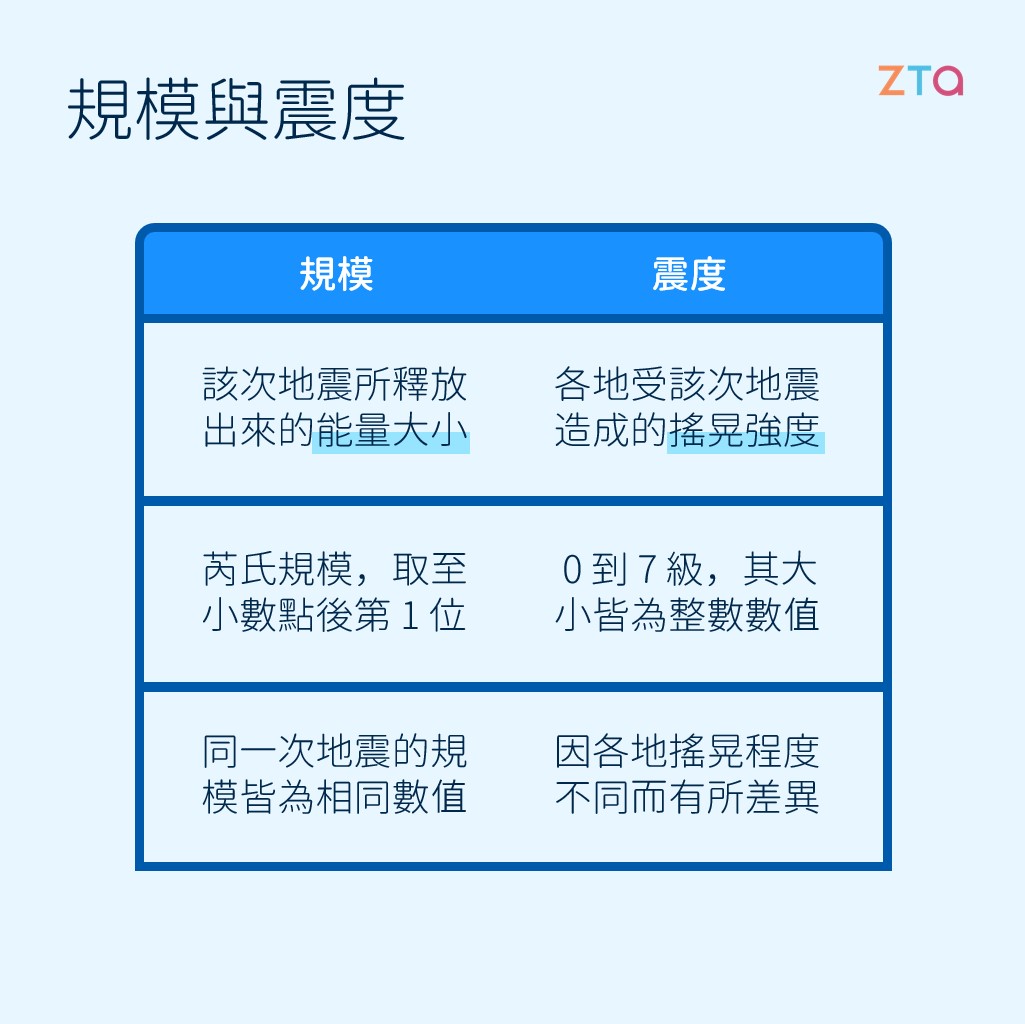 規模與震度
ZTA
規模
震度
該次地震所釋放
出來的能量大小
各地受該次地震
造成的搖晃強度
芮氏規模，取至
小數點後第 1 位
0 到 7 級，其大
小皆為整數數值
同一次地震的規
模皆為相同數值
因各地搖晃程度
不同而有所差異